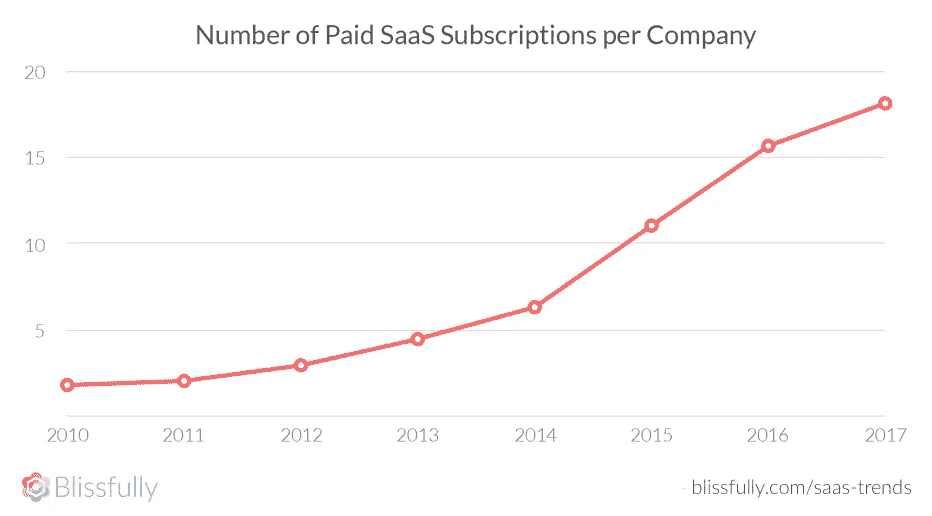 Number of Paid SaaS Subscriptions per Company
20
15
10
5
2010 2011 2012 2013 2014 2015 2016 2017
Blissfully
blissfully.com/saas-trends